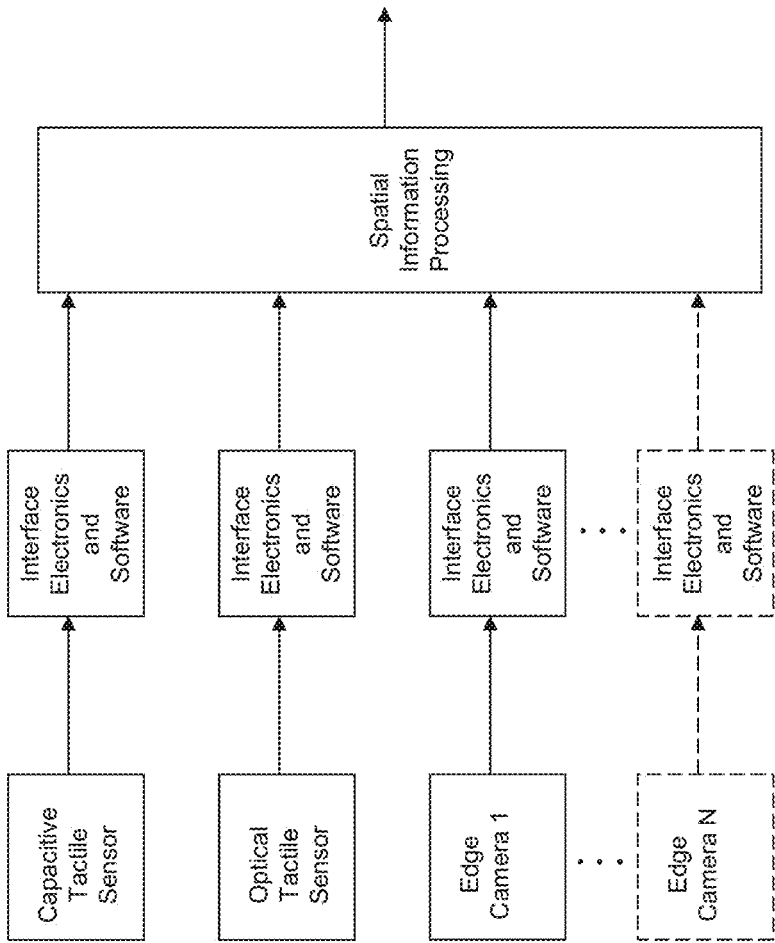 Capacitive
Tactile
Sensor
Interface
Electronics
and
Software
Optical
Tactile
Sensor
Interface
Electronics
and
Software
Edge
Camera 1
Interface
Electronics
and
Software
. . .
. . .
Edge
Camera N
Interface
Electronics
and
Software
Spatial
Information
Processing